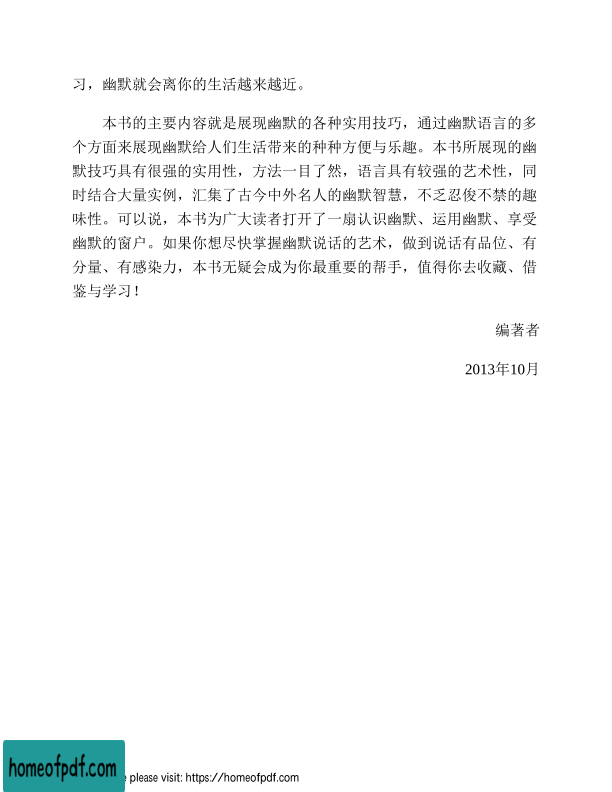 习，幽默就会离你的生活越来越近。
本书的主要内容就是展现幽默的各种实用技巧，通过幽默语言的多
个方面来展现幽默给人们生活带来的种种方便与乐趣。本书所展现的幽
默技巧具有很强的实用性，方法一目了然，语言具有较强的艺术性，同
时结合大量实例，汇集了古今中外名人的幽默智慧，不乏忍俊不禁的趣
味性。可以说，本书为广大读者打开了一扇认识幽默、运用幽默、享受
幽默的窗户。如果你想尽快掌握幽默说话的艺术，做到说话有品位、有
分量、有感染力，本书无疑会成为你最重要的帮手，值得你去收藏、借
鉴与学习！
编著者
2013年10月
homeofpdf.com
please visit: https://homeofpdf.com